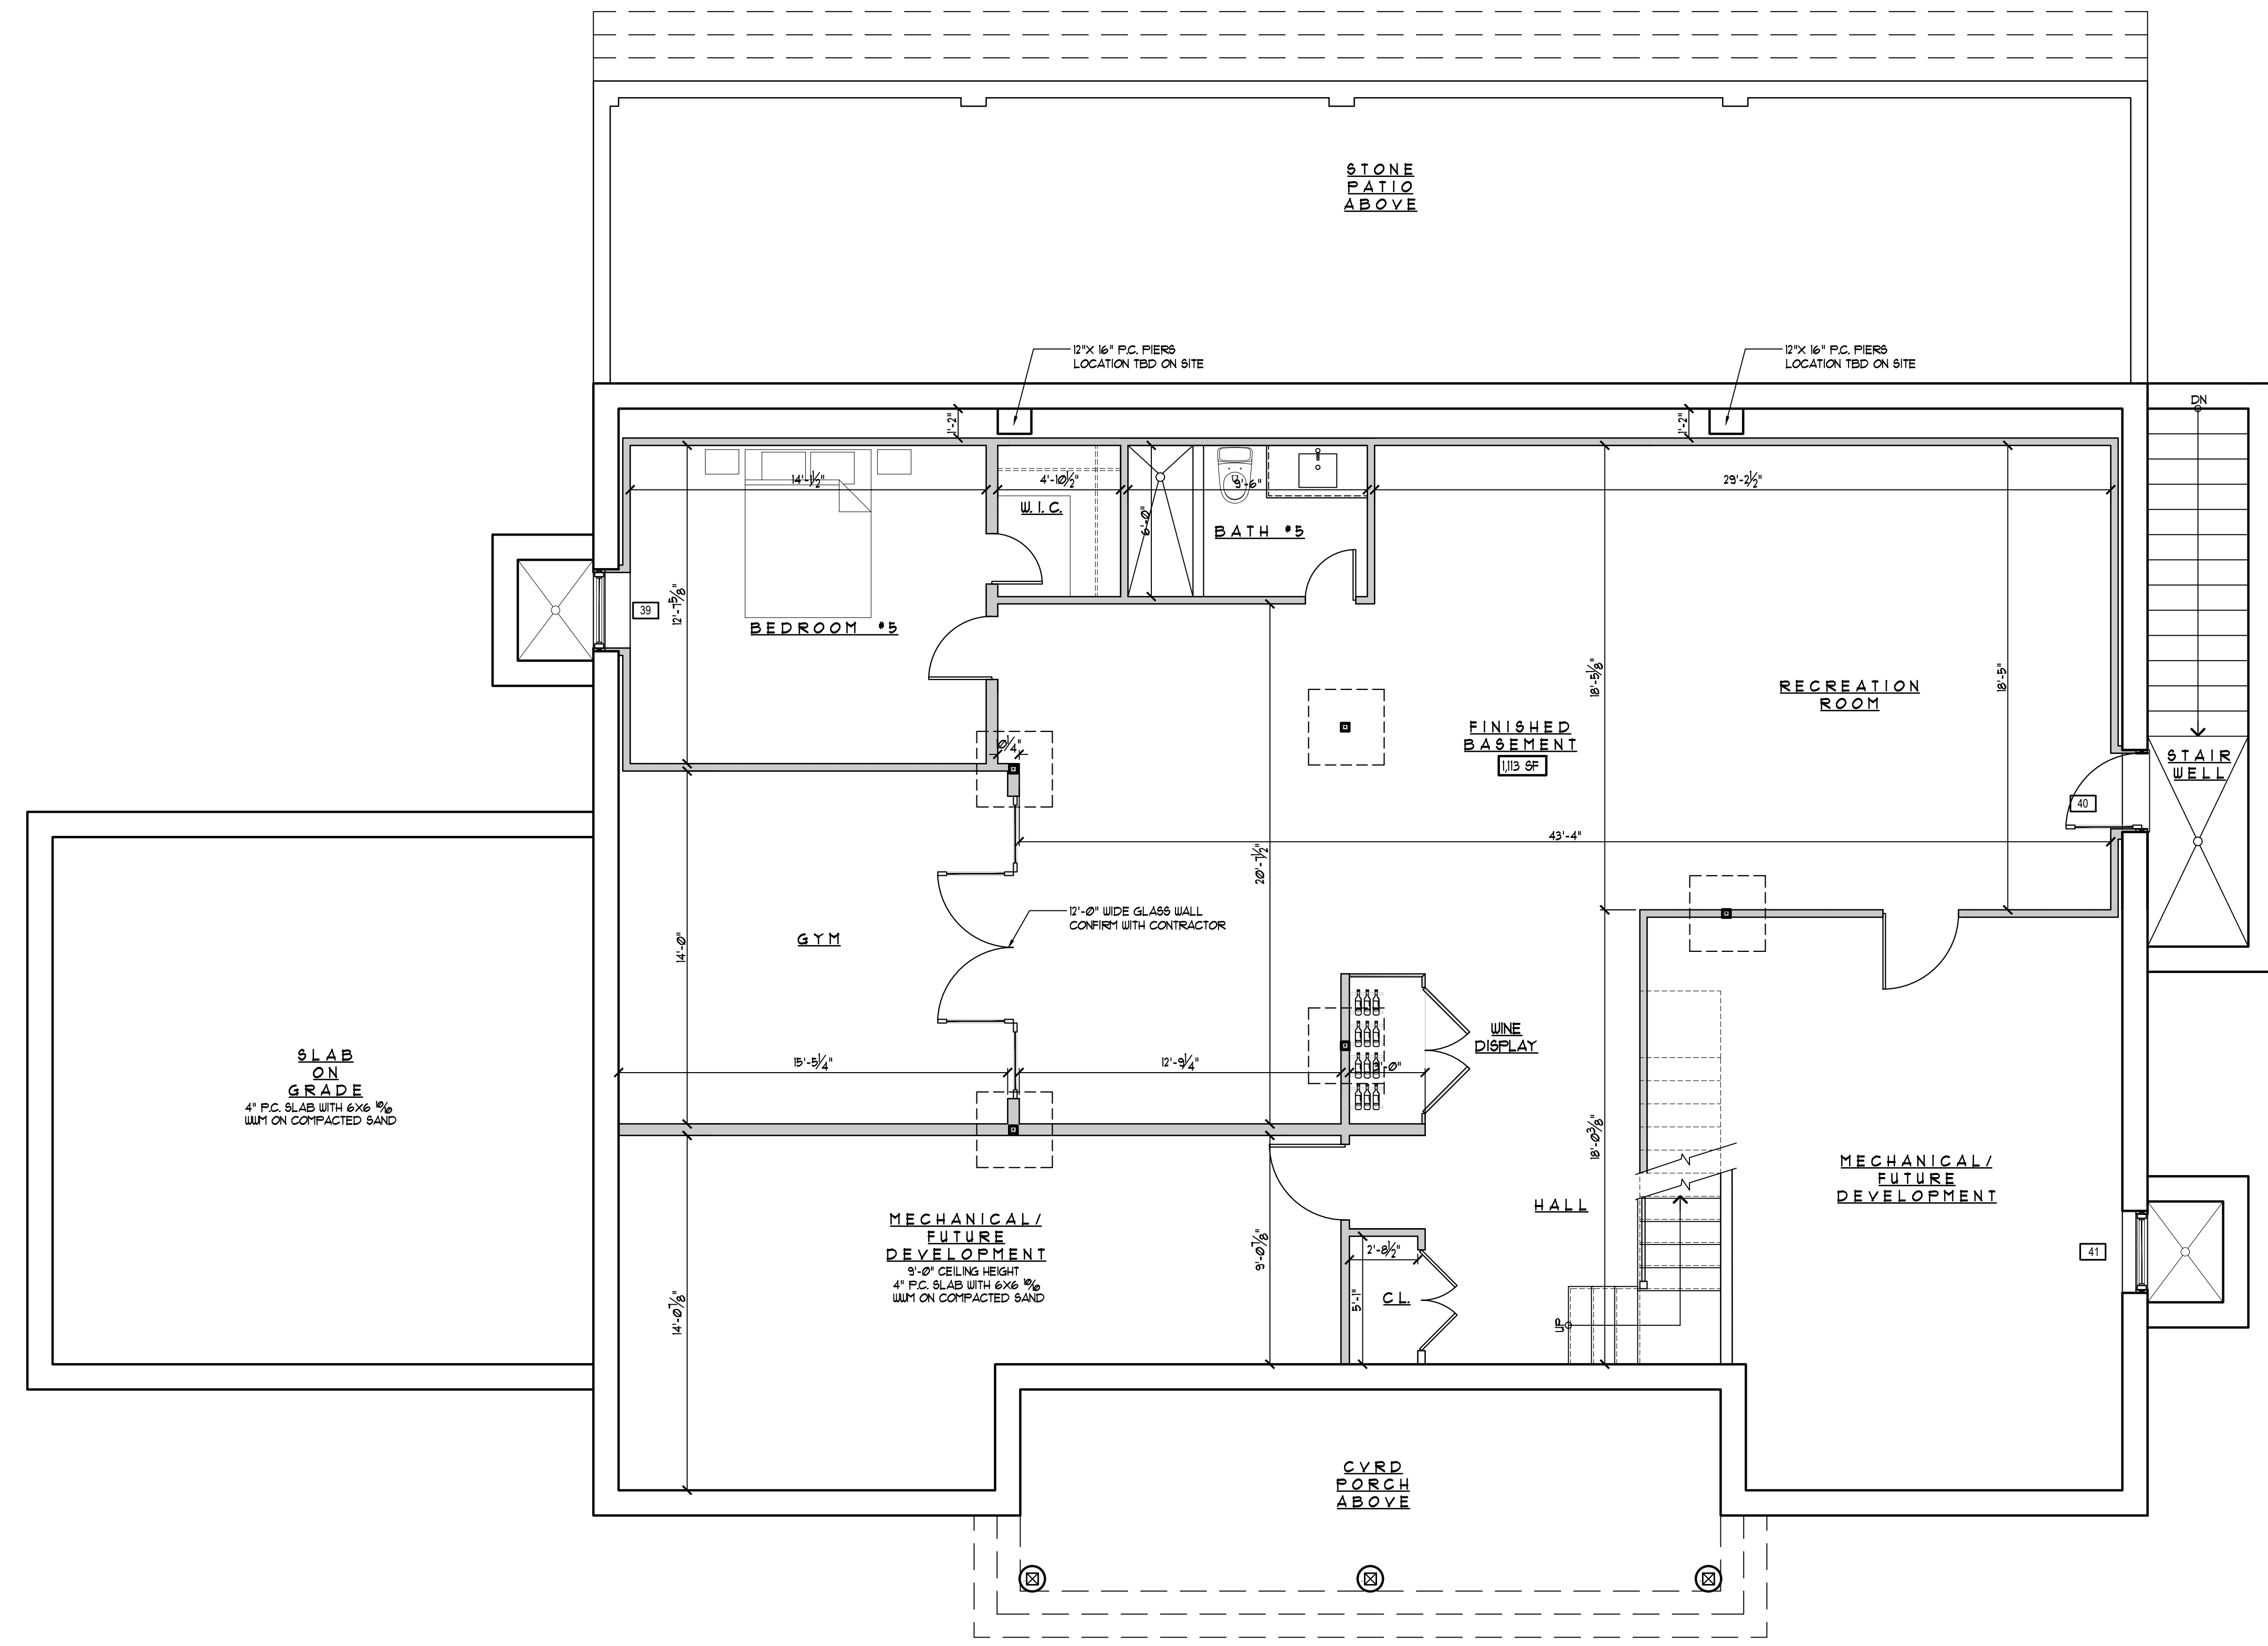 STONE
PATIO
ABOVE
12"X 16" P.C. PIERS
LOCATION TBD ON SITE
12"X 16" P.C. PIERS
LOCATION TBD ON SITE
DN
1'-2"
1'-2"
14'-1½"
4'-10½"
9'-6"
29'-2½"
W.I.C.
6'-0"
BATH #5
39
12'-7⅝"
BEDROOM #5
18'-5⅛"
18'-5"
RECREATION
ROOM
FINISHED
BASEMENT
1,113 SF
STAIR
WELL
40
43'-4"
20'-7½"
12'-0" WIDE GLASS WALL
CONFIRM WITH CONTRACTOR
GYM
14'-0"
WINE
DISPLAY
15'-5¼"
12'-9¼"
SLAB
ON
GRADE
4" P.C. SLAB WITH 6X6 10/10
WWM ON COMPACTED SAND
18'-0⅜"
MECHANICAL/
FUTURE
DEVELOPMENT
HALL
MECHANICAL/
FUTURE
DEVELOPMENT
9'-0" CEILING HEIGHT
4" P.C. SLAB WITH 6X6 10/10
WWM ON COMPACTED SAND
9'-0⅞"
2'-8½"
41
14'-0⅞"
5'-1"
CL.
UP
CVRD
PORCH
ABOVE